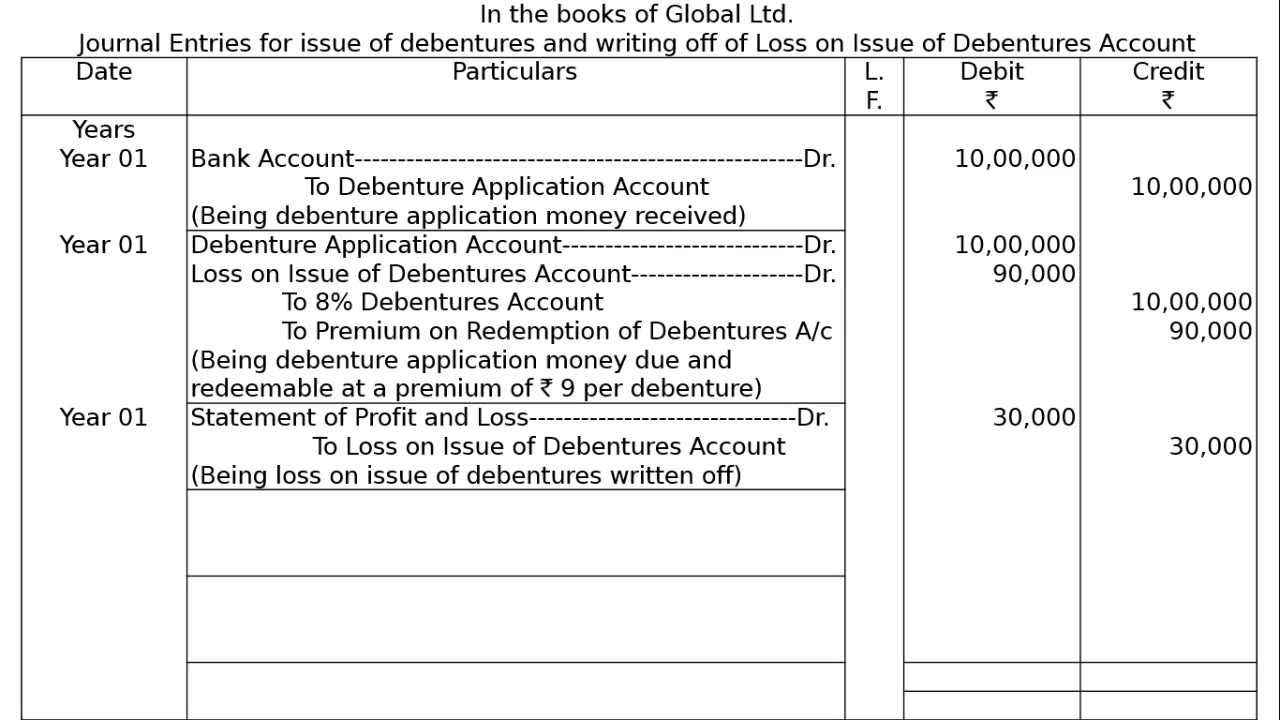 In the books of Global Ltd.
Journal Entries for issue of debentures and writing off of Loss on Issue of Debentures Account
Date Particulars L. Debit Credit
F. ₹ ₹
Years
Year 01 Bank Account----------------------------------------------------Dr. 10,00,000
To Debenture Application Account 10,00,000
(Being debenture application money received)
Year 01 Debenture Application Account----------------------------Dr. 10,00,000
Loss on Issue of Debentures Account--------------------Dr. 90,000
To 8% Debentures Account 10,00,000
To Premium on Redemption of Debentures A/c 90,000
(Being debenture application money due and
redeemable at a premium of ₹ 9 per debenture)
Year 01 Statement of Profit and Loss-------------------------------Dr. 30,000
To Loss on Issue of Debentures Account 30,000
(Being loss on issue of debentures written off)